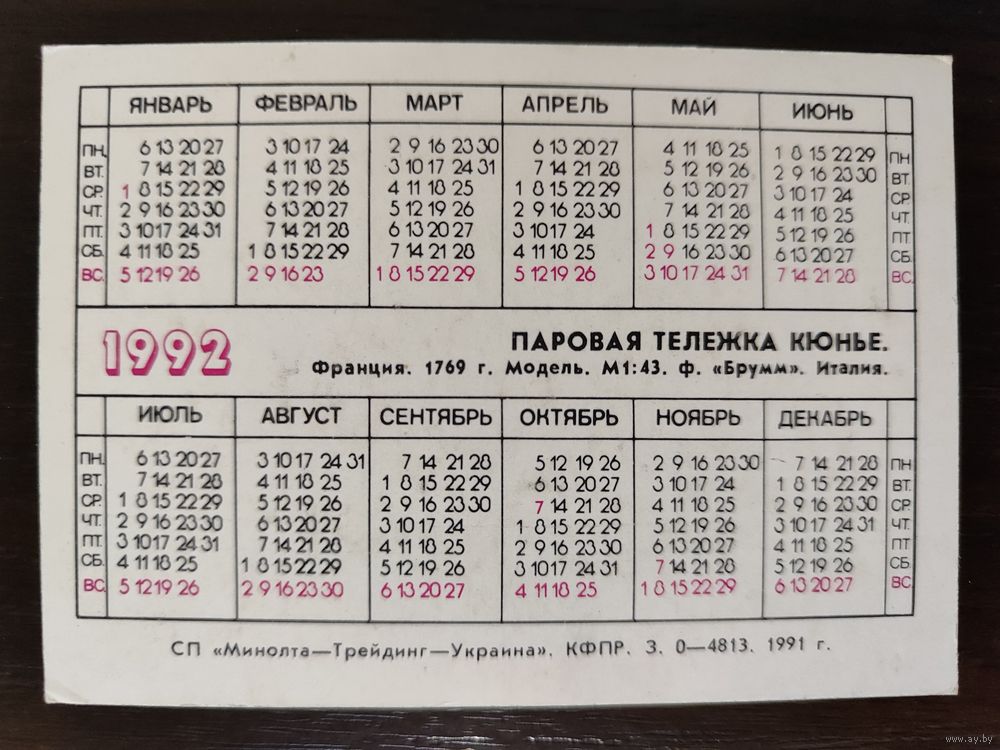 ЯНВАРЬ ФЕВРАЛЬ МАРТ АПРЕЛЬ МАЙ ИЮНЬ
ПН. 6 13 20 27 3 10 17 24 2 9 16 23 30 6 13 20 27 4 11 18 25 1 8 15 22 29 ПН.
ВТ. 7 14 21 28 4 11 18 25 3 10 17 24 31 7 14 21 28 5 12 19 26 2 9 16 23 30 ВТ.
СР. 1 8 15 22 29 5 12 19 26 4 11 18 25 1 8 15 22 29 6 13 20 27 3 10 17 24 СР.
ЧТ. 2 9 16 23 30 6 13 20 27 5 12 19 26 2 9 16 23 30 7 14 21 28 4 11 18 25 ЧТ.
ПТ. 3 10 17 24 31 7 14 21 28 6 13 20 27 3 10 17 24 1 8 15 22 29 5 12 19 26 ПТ.
СБ. 4 11 18 25 1 8 15 22 29 7 14 21 28 4 11 18 25 2 9 16 23 30 6 13 20 27 СБ.
ВС. 5 12 19 26 2 9 16 23 1 8 15 22 29 5 12 19 26 3 10 17 24 31 7 14 21 28 ВС.
1992 ПАРОВАЯ ТЕЛЕЖКА КЮНЬЕ.
Франция. 1769 г. Модель. М1:43. ф. «Брумм». Италия.
ИЮЛЬ АВГУСТ СЕНТЯБРЬ ОКТЯБРЬ НОЯБРЬ ДЕКАБРЬ
ПН. 6 13 20 27 3 10 17 24 31 7 14 21 28 5 12 19 26 2 9 16 23 30 7 14 21 28 ПН.
ВТ. 7 14 21 28 4 11 18 25 1 8 15 22 29 6 13 20 27 3 10 17 24 1 8 15 22 29 ВТ.
СР. 1 8 15 22 29 5 12 19 26 2 9 16 23 30 7 14 21 28 4 11 18 25 2 9 16 23 30 СР.
ЧТ. 2 9 16 23 30 6 13 20 27 3 10 17 24 1 8 15 22 29 5 12 19 26 3 10 17 24 31 ЧТ.
ПТ. 3 10 17 24 31 7 14 21 28 4 11 18 25 2 9 16 23 30 6 13 20 27 4 11 18 25 ПТ.
СБ. 4 11 18 25 1 8 15 22 29 5 12 19 26 3 10 17 24 31 7 14 21 28 5 12 19 26 СБ.
ВС. 5 12 19 26 2 9 16 23 30 6 13 20 27 4 11 18 25 1 8 15 22 29 6 13 20 27 ВС.
СП «Минолта—Трейдинг—Украина». КФПР. З. 0—4813. 1991 г.
www.ay.by